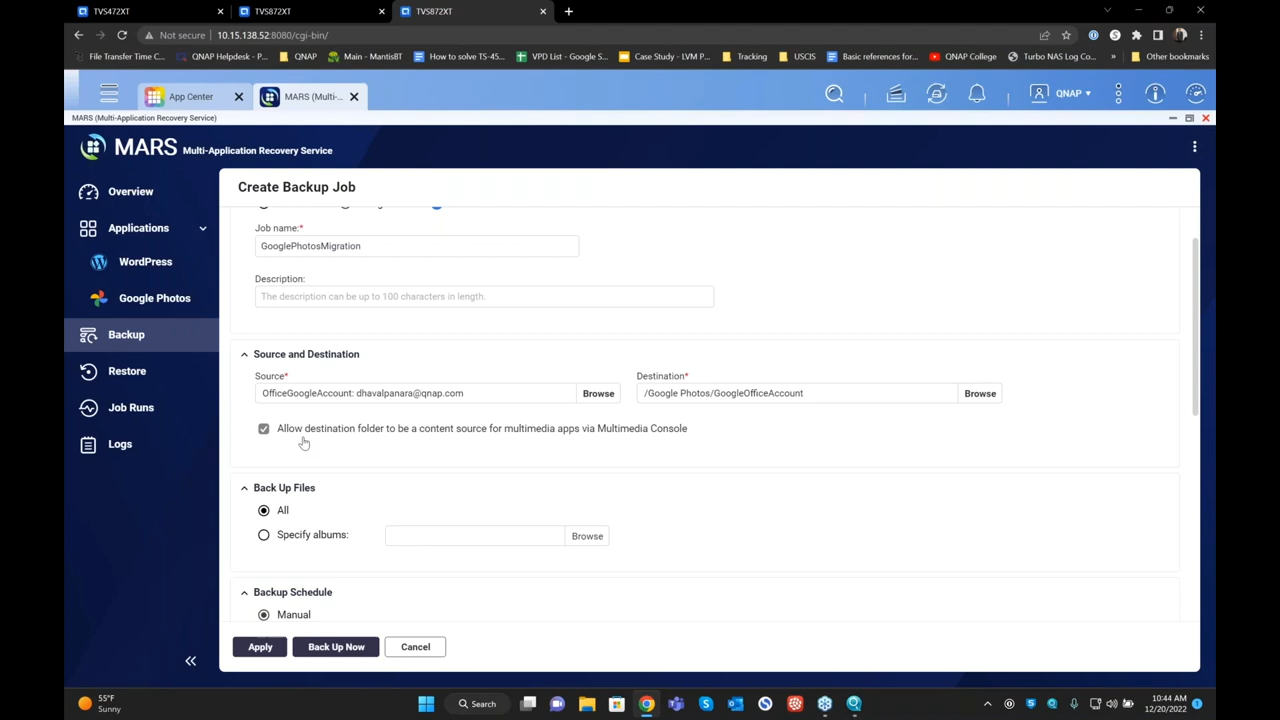 TVS472XT
TVS872XT
TVS872XT
Not secure
10.15.138.52:8080/cgi-bin/
File Transfer Time C...
QNAP Helpdesk - P...
QNAP
Main - MantisBT
How to solve TS-45...
VPD List - Google S...
Case Study - LVM P...
Tracking
USCIS
Basic references for...
QNAP College
Turbo NAS Log Co...
»
Other bookmarks
App Center
MARS (Multi-...
QNAP
MARS (Multi-Application Recovery Service)
MARS Multi-Application Recovery Service
Overview
Applications
WordPress
Google Photos
Backup
Restore
Job Runs
Logs
Create Backup Job
Job name:*
GooglePhotosMigration
Description:
The description can be up to 100 characters in length.
Source and Destination
Source*
Destination*
OfficeGoogleAccount: dhavalpanara@qnap.com
Browse
/Google Photos/GoogleOfficeAccount
Browse
Allow destination folder to be a content source for multimedia apps via Multimedia Console
Back Up Files
All
Specify albums:
Browse
Backup Schedule
Manual
Apply
Back Up Now
Cancel
55°F
Sunny
Search
10:44 AM
12/20/2022